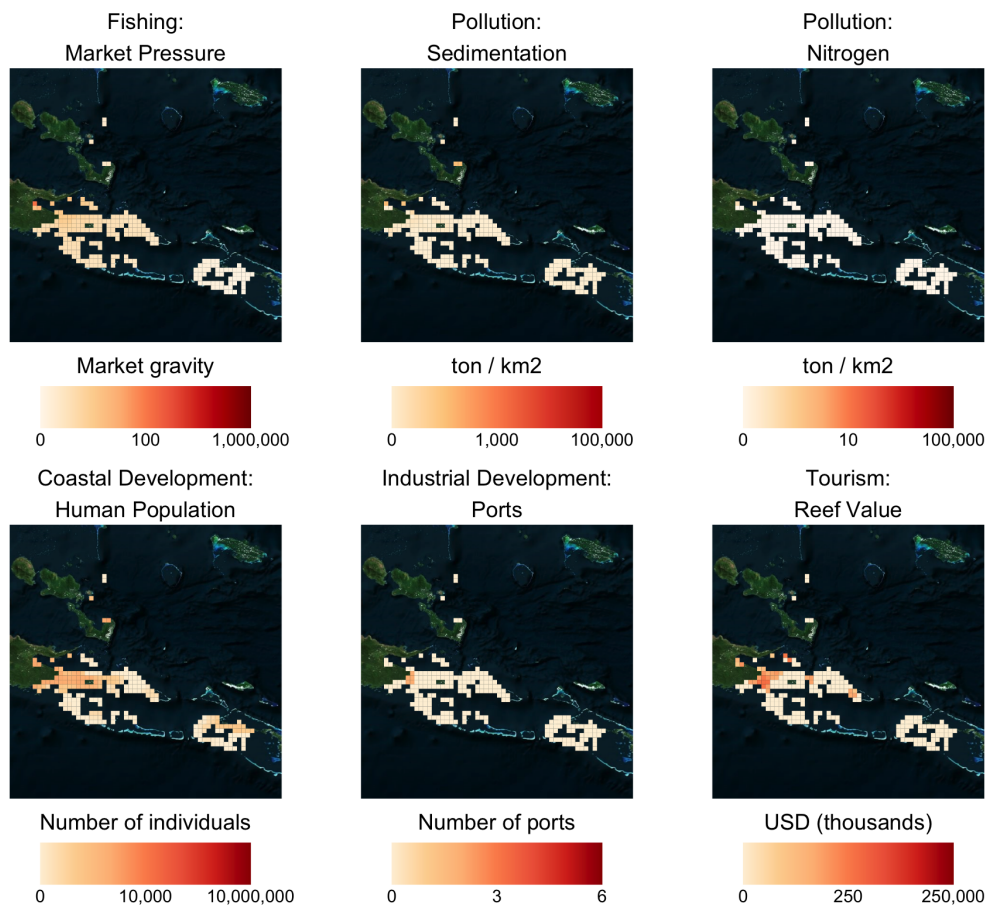 Fishing:
Market Pressure
Pollution:
Sedimentation
Pollution:
Nitrogen
Market gravity
0 100 1,000,000
ton / km2
0 1,000 100,000
ton / km2
0 10 100,000
Coastal Development:
Human Population
Industrial Development:
Ports
Tourism:
Reef Value
Number of individuals
0 10,000 10,000,000
Number of ports
0 3 6
USD (thousands)
0 250 250,000